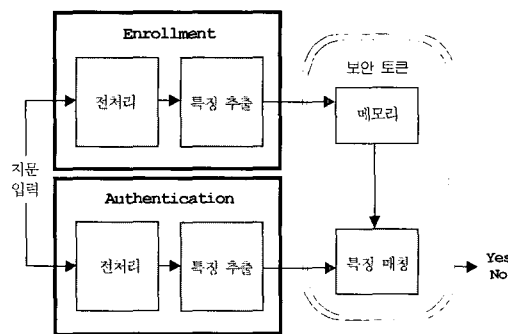 Enrollment
전처리
특징 추출
보안 토큰
메모리
지문
입력
Authentication
전처리
특징 추출
특징 매칭
Yes
No